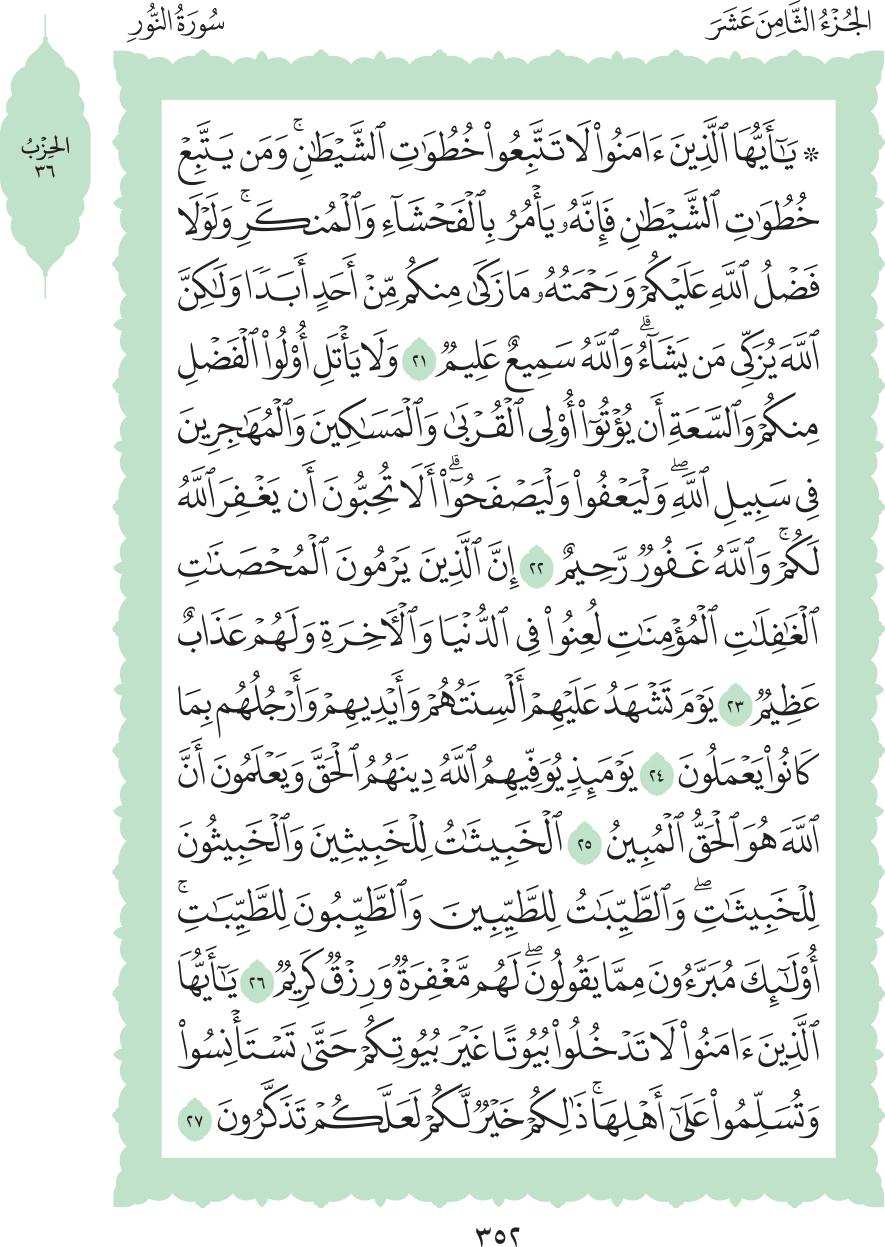 الجُزْءُ الثَّامِنَ عَشَرَ
سُورَةُ النُّورِ
الحِزْبُ
٣٦
* يَٰٓأَيُّهَا ٱلَّذِينَ ءَامَنُواْ لَا تَتَّبِعُواْ خُطُوَٰتِ ٱلشَّيْطَٰنِۚ وَمَن يَتَّبِعْ
خُطُوَٰتِ ٱلشَّيْطَٰنِ فَإِنَّهُۥ يَأْمُرُ بِٱلْفَحْشَآءِ وَٱلْمُنكَرِۚ وَلَوْلَا
فَضْلُ ٱللَّهِ عَلَيْكُمْ وَرَحْمَتُهُۥ مَا زَكَىٰ مِنكُم مِّنْ أَحَدٍ أَبَدٗا وَلَٰكِنَّ
ٱللَّهَ يُزَكِّى مَن يَشَآءُۗ وَٱللَّهُ سَمِيعٌ عَلِيمٞ ٢١ وَلَا يَأْتَلِ أُوْلُواْ ٱلْفَضْلِ
مِنكُمْ وَٱلسَّعَةِ أَن يُؤْتُوٓاْ أُوْلِى ٱلْقُرْبَىٰ وَٱلْمَسَٰكِينَ وَٱلْمُهَٰجِرِينَ
فِى سَبِيلِ ٱللَّهِۖ وَلْيَعْفُواْ وَلْيَصْفَحُوٓاْۗ أَلَا تُحِبُّونَ أَن يَغْفِرَ ٱللَّهُ
لَكُمْۚ وَٱللَّهُ غَفُورٞ رَّحِيمٌ ٢٢ إِنَّ ٱلَّذِينَ يَرْمُونَ ٱلْمُحْصَنَٰتِ
ٱلْغَٰفِلَٰتِ ٱلْمُؤْمِنَٰتِ لُعِنُواْ فِى ٱلدُّنْيَا وَٱلْأٓخِرَةِ وَلَهُمْ عَذَابٌ
عَظِيمٞ ٢٣ يَوْمَ تَشْهَدُ عَلَيْهِمْ أَلْسِنَتُهُمْ وَأَيْدِيهِمْ وَأَرْجُلُهُم بِمَا
كَانُواْ يَعْمَلُونَ ٢٤ يَوْمَئِذٖ يُوَفِّيهِمُ ٱللَّهُ دِينَهُمُ ٱلْحَقَّ وَيَعْلَمُونَ أَنَّ
ٱللَّهَ هُوَ ٱلْحَقُّ ٱلْمُبِينُ ٢٥ ٱلْخَبِيثَٰتُ لِلْخَبِيثِينَ وَٱلْخَبِيثُونَ
لِلْخَبِيثَٰتِۖ وَٱلطَّيِّبَٰتُ لِلطَّيِّبِينَ وَٱلطَّيِّبُونَ لِلطَّيِّبَٰتِۚ
أُوْلَٰٓئِكَ مُبَرَّءُونَ مِمَّا يَقُولُونَۖ لَهُم مَّغْفِرَةٞ وَرِزْقٞ كَرِيمٞ ٢٦ يَٰٓأَيُّهَا
ٱلَّذِينَ ءَامَنُواْ لَا تَدْخُلُواْ بُيُوتًا غَيْرَ بُيُوتِكُمْ حَتَّىٰ تَسْتَأْنِسُواْ
وَتُسَلِّمُواْ عَلَىٰٓ أَهْلِهَاۚ ذَٰلِكُمْ خَيْرٞ لَّكُمْ لَعَلَّكُمْ تَذَكَّرُونَ ٢٧
٣٥٢